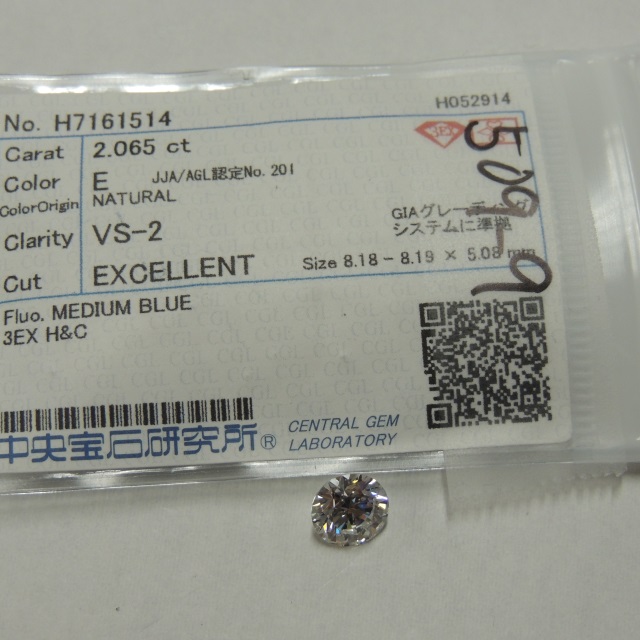 No. H7161514
H052914
Carat 2.065 ct
Color E JJA/AGL認定No. 201
ColorOrigin NATURAL
Clarity VS-2
GIAグレーディング
システムに準拠
Cut EXCELLENT Size 8.18 - 8.19 × 5.08 mm
Fluo. MEDIUM BLUE
3EX H&C
509-9
中央宝石研究所® CENTRAL GEM
LABORATORY